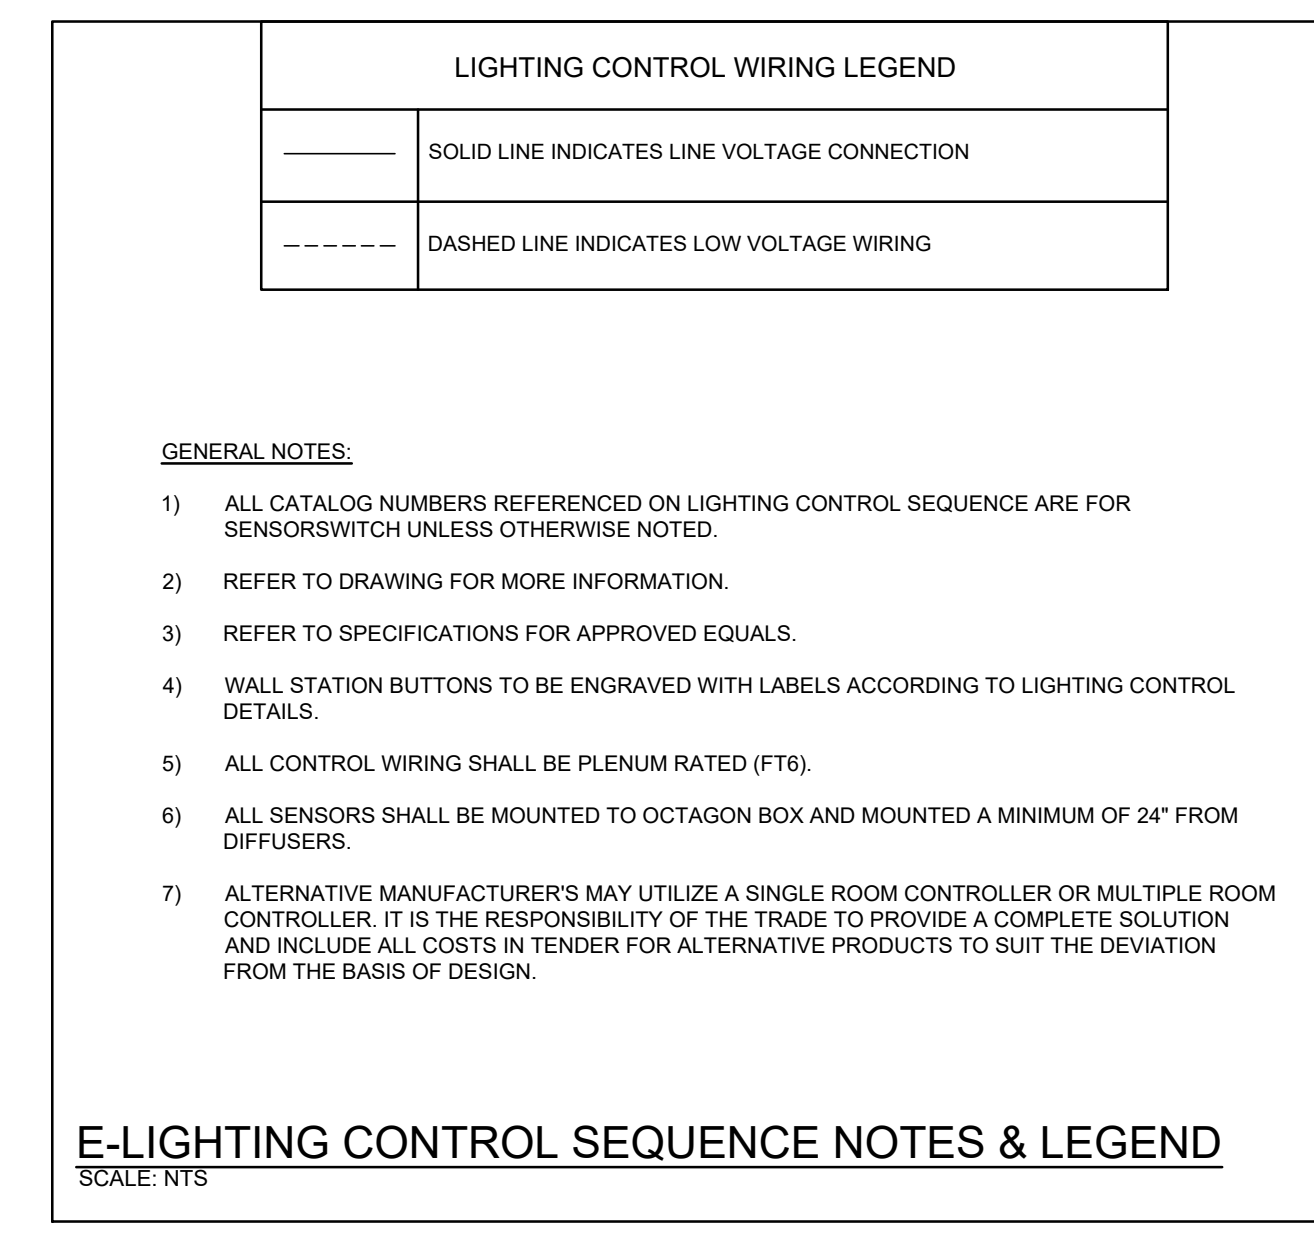 LIGHTING CONTROL WIRING LEGEND
SOLID LINE INDICATES LINE VOLTAGE CONNECTION
DASHED LINE INDICATES LOW VOLTAGE WIRING
GENERAL NOTES:
1) ALL CATALOG NUMBERS REFERENCED ON LIGHTING CONTROL SEQUENCE ARE FOR
SENSORSWITCH UNLESS OTHERWISE NOTED.
2) REFER TO DRAWING FOR MORE INFORMATION.
3) REFER TO SPECIFICATIONS FOR APPROVED EQUALS.
4) WALL STATION BUTTONS TO BE ENGRAVED WITH LABELS ACCORDING TO LIGHTING CONTROL
DETAILS.
5) ALL CONTROL WIRING SHALL BE PLENUM RATED (FT6).
6) ALL SENSORS SHALL BE MOUNTED TO OCTAGON BOX AND MOUNTED A MINIMUM OF 24" FROM
DIFFUSERS.
7) ALTERNATIVE MANUFACTURER'S MAY UTILIZE A SINGLE ROOM CONTROLLER OR MULTIPLE ROOM
CONTROLLER. IT IS THE RESPONSIBILITY OF THE TRADE TO PROVIDE A COMPLETE SOLUTION
AND INCLUDE ALL COSTS IN TENDER FOR ALTERNATIVE PRODUCTS TO SUIT THE DEVIATION
FROM THE BASIS OF DESIGN.
E-LIGHTING CONTROL SEQUENCE NOTES & LEGEND
SCALE: NTS